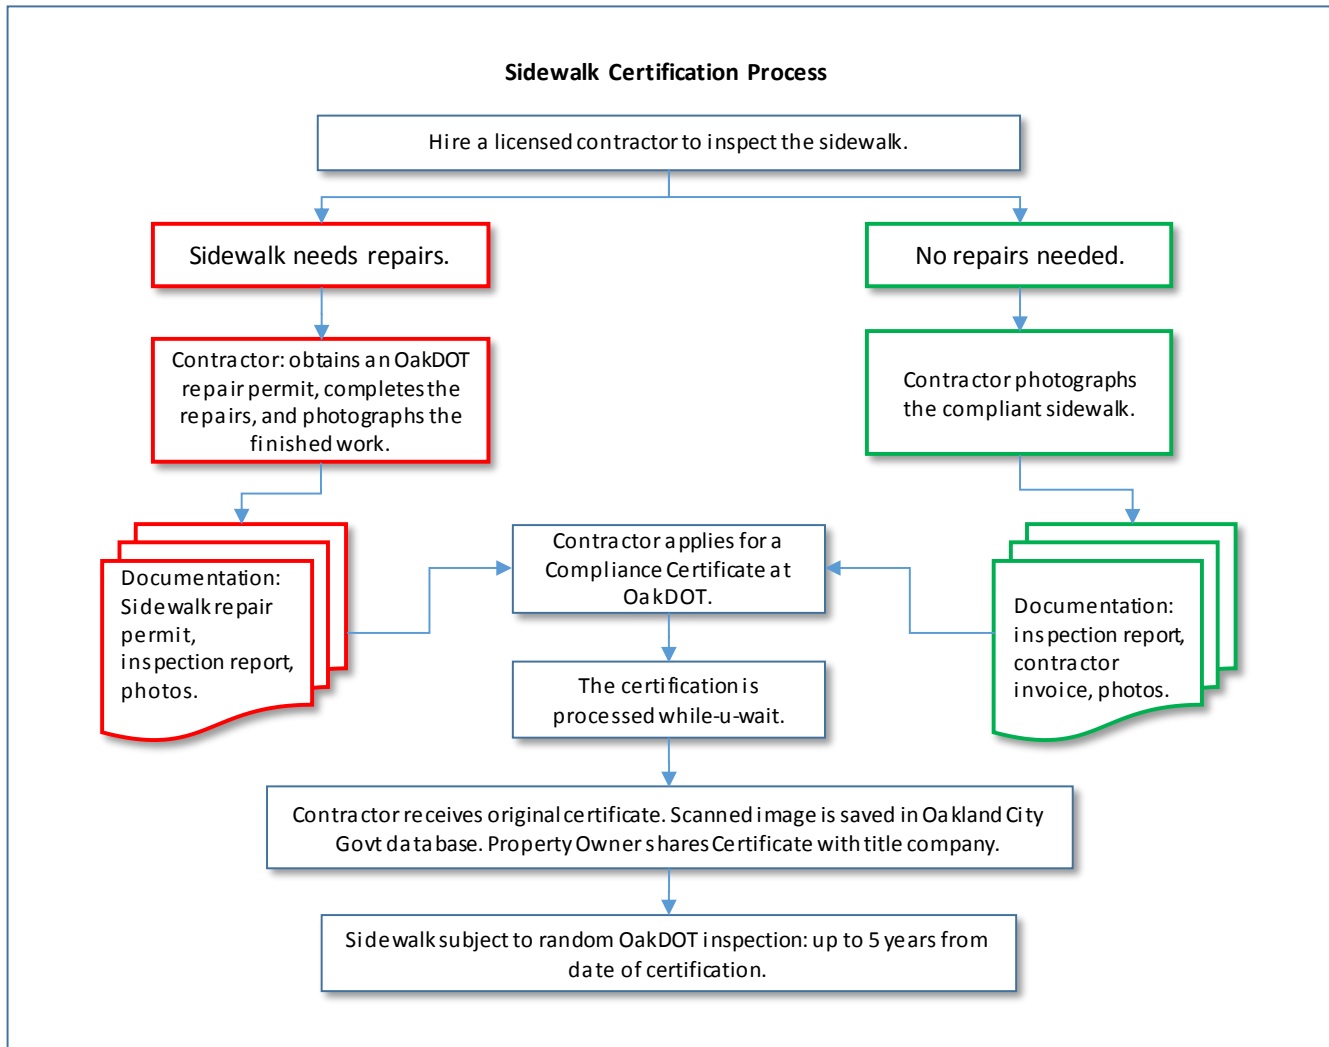 Sidewalk Certification Process
Hire a licensed contractor to inspect the sidewalk.
Sidewalk needs repairs.
No repairs needed.
Contractor: obtains an OakDOT
repair permit, completes the
repairs, and photographs the
finished work.
Contractor photographs
the compliant sidewalk.
Documentation:
Sidewalk repair
permit,
inspection report,
photos.
Contractor applies for a
Compliance Certificate at
OakDOT.
Documentation:
inspection report,
contractor
invoice, photos.
The certification is
processed while-u-wait.
Contractor receives original certificate. Scanned image is saved in Oakland City
Govt database. Property Owner shares Certificate with title company.
Sidewalk subject to random OakDOT inspection: up to 5 years from
date of certification.